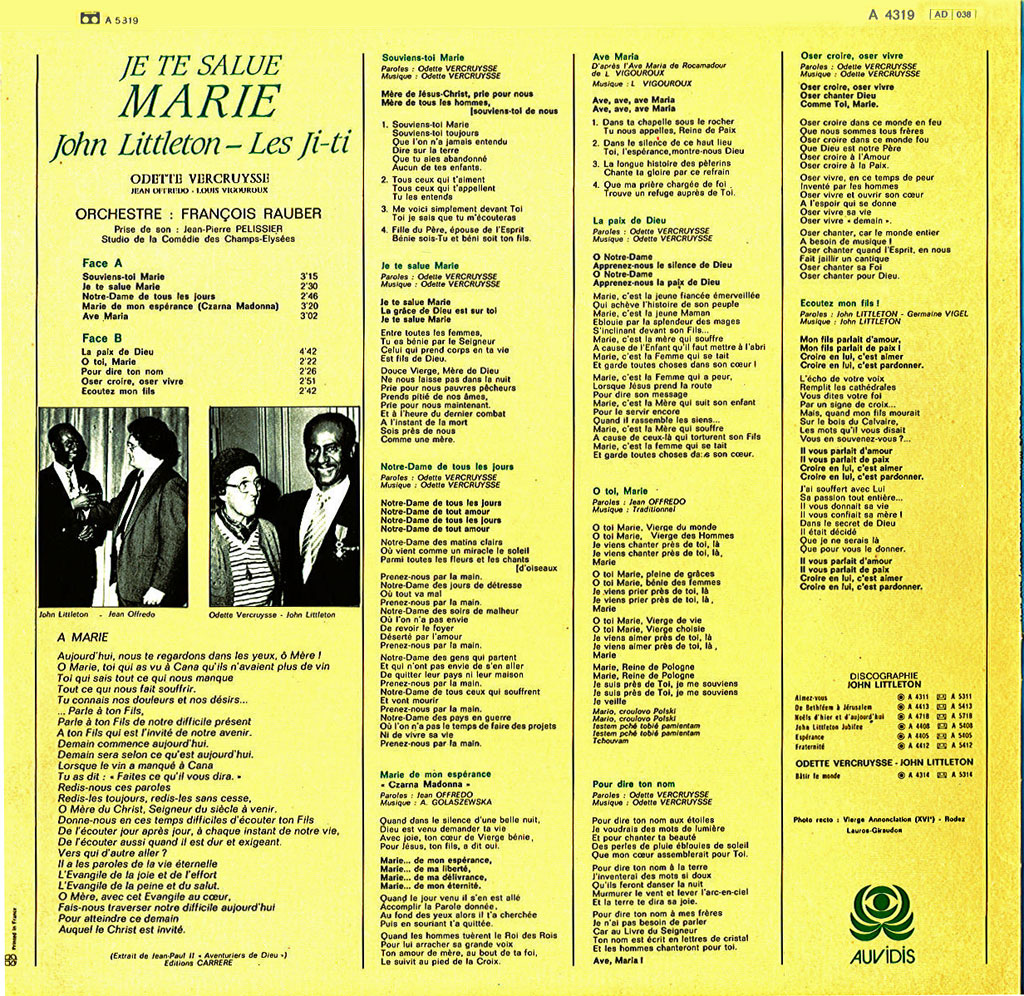 A 5319
A 4319 AD 038
JE TE SALUE
MARIE
John Littleton – Les Ji-ti
ODETTE VERCRUYSSE
JEAN OFFREDO - LOUIS VIGOUROUX
ORCHESTRE : FRANÇOIS RAUBER
Prise de son : Jean-Pierre PELISSIER
Studio de la Comédie des Champs-Elysées
Face A
Souviens-toi Marie 3'15
Je te salue Marie 2'30
Notre-Dame de tous les jours 2'46
Marie de mon espérance (Czarna Madonna) 3'20
Ave Maria 3'02
Face B
La paix de Dieu 4'42
O toi, Marie 2'22
Pour dire ton nom 2'26
Oser croire, oser vivre 2'51
Ecoutez mon fils 2'42
John Littleton - Jean Offredo
Odette Vercruysse - John Littleton
A MARIE
Aujourd'hui, nous te regardons dans les yeux, ô Mère !
O Marie, toi qui as vu à Cana qu'ils n'avaient plus de vin
Toi qui sais tout ce qui nous manque
Tout ce qui nous fait souffrir.
Tu connais nos douleurs et nos désirs...
... Parle à ton Fils,
Parle à ton Fils de notre difficile présent
A ton Fils qui est l'invité de notre avenir.
Demain commence aujourd'hui.
Demain sera selon ce qu'est aujourd'hui.
Lorsque le vin a manqué à Cana
Tu as dit : « Faites ce qu'il vous dira. »
Redis-nous ces paroles
Redis-les toujours, redis-les sans cesse,
O Mère du Christ, Seigneur du siècle à venir.
Donne-nous en ces temps difficiles d'écouter ton Fils
De l'écouter jour après jour, à chaque instant de notre vie,
De l'écouter aussi quand il est dur et exigeant.
Vers qui d'autre aller ?
Il a les paroles de la vie éternelle
L'Evangile de la joie et de l'effort
L'Evangile de la peine et du salut.
O Mère, avec cet Evangile au cœur,
Fais-nous traverser notre difficile aujourd'hui
Pour atteindre ce demain
Auquel le Christ est invité.
(Extrait de Jean-Paul II « Aventuriers de Dieu »)
Editions CARRERE
Printed in France
Souviens-toi Marie
Paroles : Odette VERCRUYSSE
Musique : Odette VERCRUYSSE
Mère de Jésus-Christ, prie pour nous
Mère de tous les hommes,
[souviens-toi de nous
1. Souviens-toi Marie
Souviens-toi toujours
Que l'on n'a jamais entendu
Dire sur la terre
Que tu aies abandonné
Aucun de tes enfants.
2. Tous ceux qui t'aiment
Tous ceux qui t'appellent
Tu les entends
3. Me voici simplement devant Toi
Toi je sais que tu m'écouteras
4. Fille du Père, épouse de l'Esprit
Bénie sois-Tu et béni soit ton fils.
Je te salue Marie
Paroles : Odette VERCRUYSSE
Musique : Odette VERCRUYSSE
Je te salue Marie
La grâce de Dieu est sur toi
Je te salue Marie
Entre toutes les femmes,
Tu es bénie par le Seigneur
Celui qui prend corps en ta vie
Est fils de Dieu.
Douce Vierge, Mère de Dieu
Ne nous laisse pas dans la nuit
Prie pour nous pauvres pêcheurs
Prends pitié de nos âmes,
Prie pour nous maintenant.
Et à l'heure du dernier combat
A l'instant de la mort
Sois près de nous
Comme une mère.
Notre-Dame de tous les jours
Paroles : Odette VERCRUYSSE
Musique : Odette VERCRUYSSE
Notre-Dame de tous les jours
Notre-Dame de tout amour
Notre-Dame de tous les jours
Notre-Dame de tout amour
Notre-Dame des matins clairs
Où vient comme un miracle le soleil
Parmi toutes les fleurs et les chants
[d'oiseaux
Prenez-nous par la main.
Notre-Dame des jours de détresse
Où tout va mal
Prenez-nous par la main.
Notre-Dame des soirs de malheur
Où l'on n'a pas envie
De revoir le foyer
Déserté par l'amour
Prenez-nous par la main.
Notre-Dame des gens qui partent
Et qui n'ont pas envie de s'en aller
De quitter leur pays ni leur maison
Prenez-nous par la main.
Notre-Dame de tous ceux qui souffrent
Et vont mourir
Prenez-nous par la main.
Notre-Dame des pays en guerre
Où l'on n'a pas le temps de faire des projets
Ni de vivre sa vie
Prenez-nous par la main.
Marie de mon espérance
« Czarna Madonna »
Paroles : Jean OFFREDO
Musique : A. GOLASZEWSKA
Quand dans le silence d'une belle nuit,
Dieu est venu demander ta vie
Avec joie, ton cœur de Vierge bénie,
Pour Jésus, ton fils, a dit oui.
Marie... de mon espérance,
Marie... de ma liberté,
Marie... de ma délivrance,
Marie... de mon éternité.
Quand le jour venu il s'en est allé
Accomplir la Parole donnée,
Au fond des yeux alors il t'a cherchée
Puis en souriant t'a quittée.
Quand les hommes tuèrent le Roi des Rois
Pour lui arracher sa grande voix
Ton amour de mère, au bout de ta foi,
Le suivit au pied de la Croix.
Ave Maria
D'après l'Ave Maria de Rocamadour
de L. VIGOUROUX
Musique : L. VIGOUROUX
Ave, ave, ave Maria
Ave, ave, ave Maria
1. Dans ta chapelle sous le rocher
Tu nous appelles, Reine de Paix
2. Dans le silence de ce haut lieu
Toi, l'espérance, montre-nous Dieu
3. La longue histoire des pèlerins
Chante ta gloire par ce refrain
4. Que ma prière chargée de foi
Trouve un refuge auprès de Toi.
La paix de Dieu
Paroles : Odette VERCRUYSSE
Musique : Odette VERCRUYSSE
O Notre-Dame
Apprenez-nous le silence de Dieu
O Notre-Dame
Apprenez-nous la paix de Dieu
Marie, c'est la jeune fiancée émerveillée
Qui achève l'histoire de son peuple
Marie, c'est la jeune Maman
Eblouie par la splendeur des mages
S'inclinant devant son Fils...
Marie, c'est la mère qui souffre
A cause de l'Enfant qu'il faut mettre à l'abri
Marie, c'est la Femme qui se tait
Et garde toutes choses dans son cœur !
Marie, c'est la Femme qui a peur,
Lorsque Jésus prend la route
Pour dire son message
Marie, c'est la Mère qui suit son enfant
Pour le servir encore
Quand il rassemble les siens...
Marie, c'est la Mère qui souffre
A cause de ceux-là qui torturent son Fils
Marie, c'est la femme qui se tait
Et garde toutes choses dans son cœur.
O toi, Marie
Paroles : Jean OFFREDO
Musique : Traditionnel
O toi Marie, Vierge du monde
O toi Marie, Vierge des Hommes
Je viens chanter près de toi, là
Je viens chanter près de toi, là,
Marie
O toi Marie, pleine de grâces
O toi Marie, bénie des femmes
Je viens prier près de toi, là
Je viens prier près de toi, là,
Marie
O toi Marie, Vierge de vie
O toi Marie, Vierge choisie
Je viens aimer près de toi, là
Je viens aimer près de toi, là,
Marie
Marie, Reine de Pologne
Marie, Reine de Pologne
Je suis près de Toi, je me souviens
Je suis près de Toi, je me souviens
Je veille
Mario, croulovo Polski
Mario, croulovo Polski
Iestem pché tobié pamientam
Iestem pché tobié pamientam
Tchouvam
Pour dire ton nom
Paroles : Odette VERCRUYSSE
Musique : Odette VERCRUYSSE
Pour dire ton nom aux étoiles
Je voudrais des mots de lumière
Et pour chanter ta beauté
Des perles de pluie éblouies de soleil
Que mon cœur assemblerait pour Toi.
Pour dire ton nom à la terre
J'inventerai des mots ai doux
Qu'ils feront danser la nuit
Murmurer le vent et lever l'arc-en-ciel
Et la terre te dira sa joie.
Pour dire ton nom à mes frères
Je n'ai pas besoin de parler
Car au Livre du Seigneur
Ton nom est écrit en lettres de cristal
Et les hommes chanteront pour toi.
Ave, Maria !
Oser croire, oser vivre
Paroles : Odette VERCRUYSSE
Musique : Odette VERCRUYSSE
Oser croire, oser vivre
Oser chanter Dieu
Comme Toi, Marie.
Oser croire dans ce monde en feu
Que nous sommes tous frères
Oser croire dans ce monde fou
Que Dieu est notre Père
Oser croire à l'Amour
Oser croire à la Paix.
Oser vivre, en ce temps de peur
Inventé par les hommes
Oser vivre et ouvrir son cœur
A l'espoir qui se donne
Oser vivre sa vie
Oser vivre « demain ».
Oser chanter, car le monde entier
A besoin de musique !
Oser chanter quand l'Esprit, en nous
Fait jaillir un cantique
Oser chanter sa Foi
Oser chanter pour Dieu.
Ecoutez mon fils !
Paroles : John LITTLETON - Germaine VIGEL
Musique : John LITTLETON
Mon fils parlait d'amour,
Mon fils parlait de paix !
Croire en lui, c'est aimer
Croire en lui, c'est pardonner.
L'écho de votre voix
Remplit les cathédrales
Vous dites votre foi
Par un signe de croix...
Mais, quand mon fils mourait
Sur le bois du Calvaire,
Les mots qu'il vous disait
Vous en souvenez-vous ?...
Il vous parlait d'amour
Il vous parlait de paix
Croire en lui, c'est aimer
Croire en lui, c'est pardonner.
J'ai souffert avec Lui
Sa passion tout entière...
Il vous donnait sa vie
Il vous confiait sa mère !
Dans le secret de Dieu
Il était décidé
Que je ne serais là
Que pour vous le donner.
Il vous parlait d'amour
Il vous parlait de paix
Croire en lui, c'est aimer
Croire en lui, c'est pardonner.
DISCOGRAPHIE
JOHN LITTLETON
Aimez-vous A 4311 A 5311
De Bethléem à Jérusalem A 4413 A 5413
Noëls d'hier et d'aujourd'hui A 4718 A 5718
John Littleton Jubilee A 4408 A 5408
Espérance A 4405 A 5405
Fraternité A 4412 A 5412
ODETTE VERCRUYSSE - JOHN LITTLETON
Bâtir le monde A 4314 A 5314
Photo recto : Vierge Annonciation (XVIᵉ) - Rodez
Lauros-Giraudon
AUVIDIS